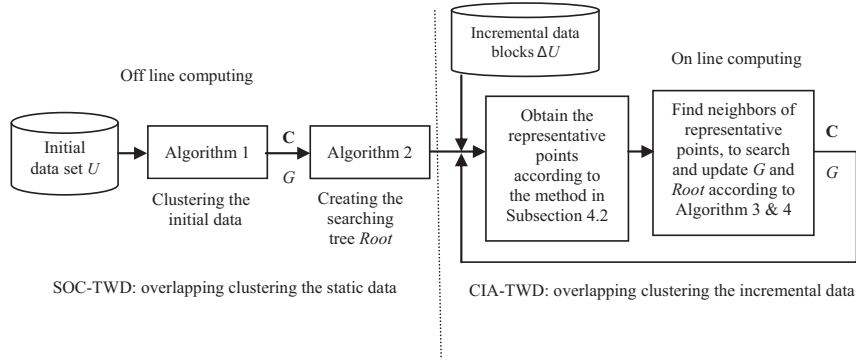 Incremental data
blocks ΔU
Off line computing
On line computing
Initial
data set U
Algorithm 1
C
G
Algorithm 2
Obtain the
representative
points
according to
the method in
Subsection 4.2
Find neighbors of
representative
points, to search
and update G and
Root according to
Algorithm 3 & 4
C
G
Clustering the
initial data
Creating the
searching
tree Root
SOC-TWD: overlapping clustering the static data
CIA-TWD: overlapping clustering the incremental data